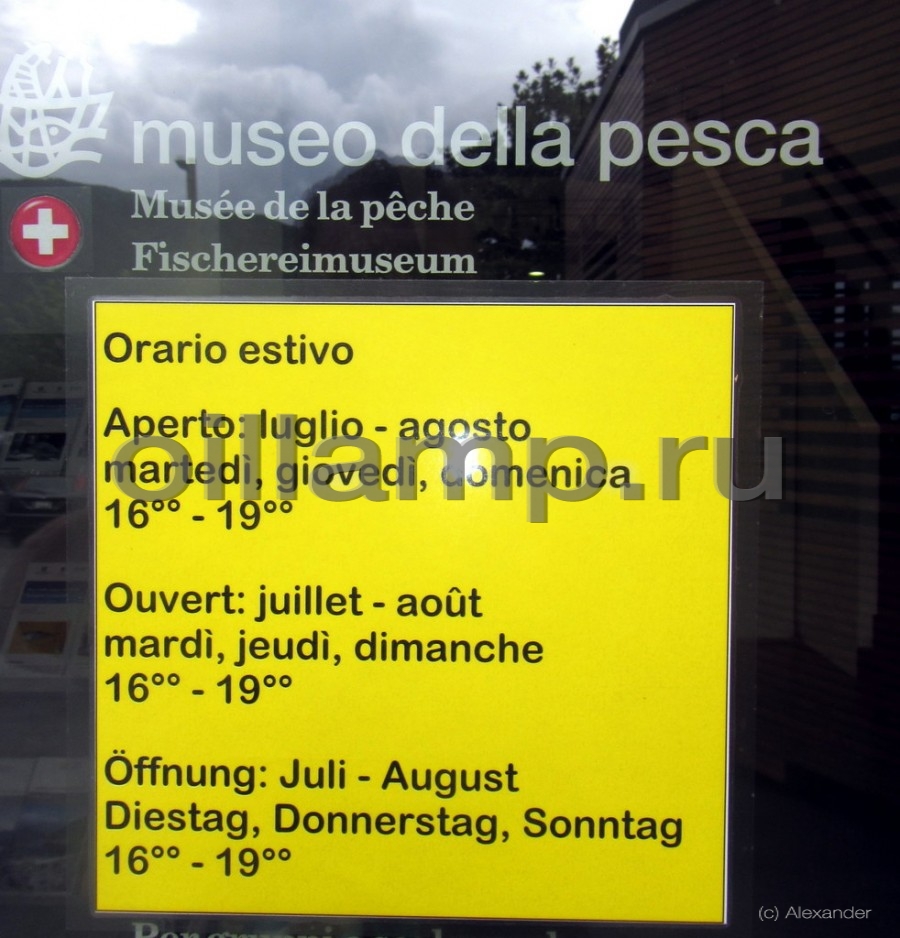 museo della pesca
Musée de la pêche
Fischereimuseum
Orario estivo
Aperto: luglio - agosto
martedì, giovedì, domenica
16°° - 19°°
oillamp.ru
Ouvert: juillet - août
mardì, jeudì, dimanche
16°° - 19°°
Öffnung: Juli - August
Diestag, Donnerstag, Sonntag
16°° - 19°°
(c) Alexander